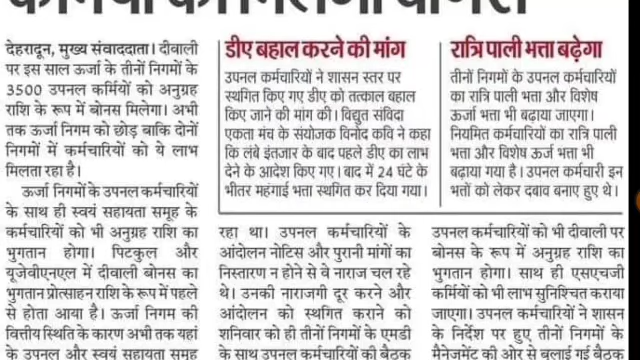 देहरादून, मुख्य संवाददाता। दीवाली
पर इस साल ऊर्जा के तीनों निगमों के
3500 उपनल कर्मियों को अनुग्रह
राशि के रूप में बोनस मिलेगा। अभी
तक ऊर्जा निगम को छोड़ बाकि दोनों
निगमों में कर्मचारियों को ये लाभ
मिलता रहा है।
ऊर्जा निगमों के उपनल कर्मचारियों
के साथ ही स्वयं सहायता समूह के
कर्मचारियों को भी अनुग्रह राशि का
भुगतान होगा। पिटकुल और
यूजेवीएनएल में दीवाली बोनस का
भुगतान प्रोत्साहन राशि के रूप में पहले
से होता आया है। ऊर्जा निगम की
वित्तीय स्थिति के कारण अभी तक यहां
के उपनल और स्वयं सहायता समूह
डीए बहाल करने की मांग
उपनल कर्मचारियों ने शासन स्तर पर
स्थगित किए गए डीए को तत्काल बहाल
किए जाने की मांग की। विद्युत संविदा
एकता मंच के संयोजक विनोद कवि ने कहा
कि लंबे इंतजार के बाद पहले डीए का लाभ
देने के आदेश किए गए। बाद में 24 घंटे के
भीतर महंगाई भत्ता स्थगित कर दिया गया।
रात्रि पाली भत्ता बढ़ेगा
तीनों निगमों के उपनल कर्मचारियों
का रात्रि पाली भत्ता और विशेष
ऊर्जा भत्ता भी बढ़ाया जाएगा।
नियमित कर्मचारियों का रात्रि पाली
भत्ता और विशेष ऊर्जा भत्ता भी
बढ़ाया गया है। उपनल कर्मचारी इन
भत्तों को लेकर दबाव बनाए हुए थे।
रहा था। उपनल कर्मचारियों के
आंदोलन नोटिस और पुरानी मांगों का
निस्तारण न होने से वे नाराज चल रहे
थे। उनकी नाराजगी दूर करने और
आंदोलन को स्थगित कराने को
शनिवार को ही तीनों निगमों के एमडी
के साथ उपनल कर्मचारियों की बैठक
उपनल कर्मचारियों को भी दीवाली पर
बोनस के रूप में अनुग्रह राशि का
भुगतान होगा। साथ ही एसएचजी
कर्मियों को भी लाभ सुनिश्चित कराया
जाएगा। उपनल कर्मचारियों ने शासन
के निर्देश पर हुए तीनों निगमों के
मैनेजमेंट की ओर से बुलाई गई बैठक